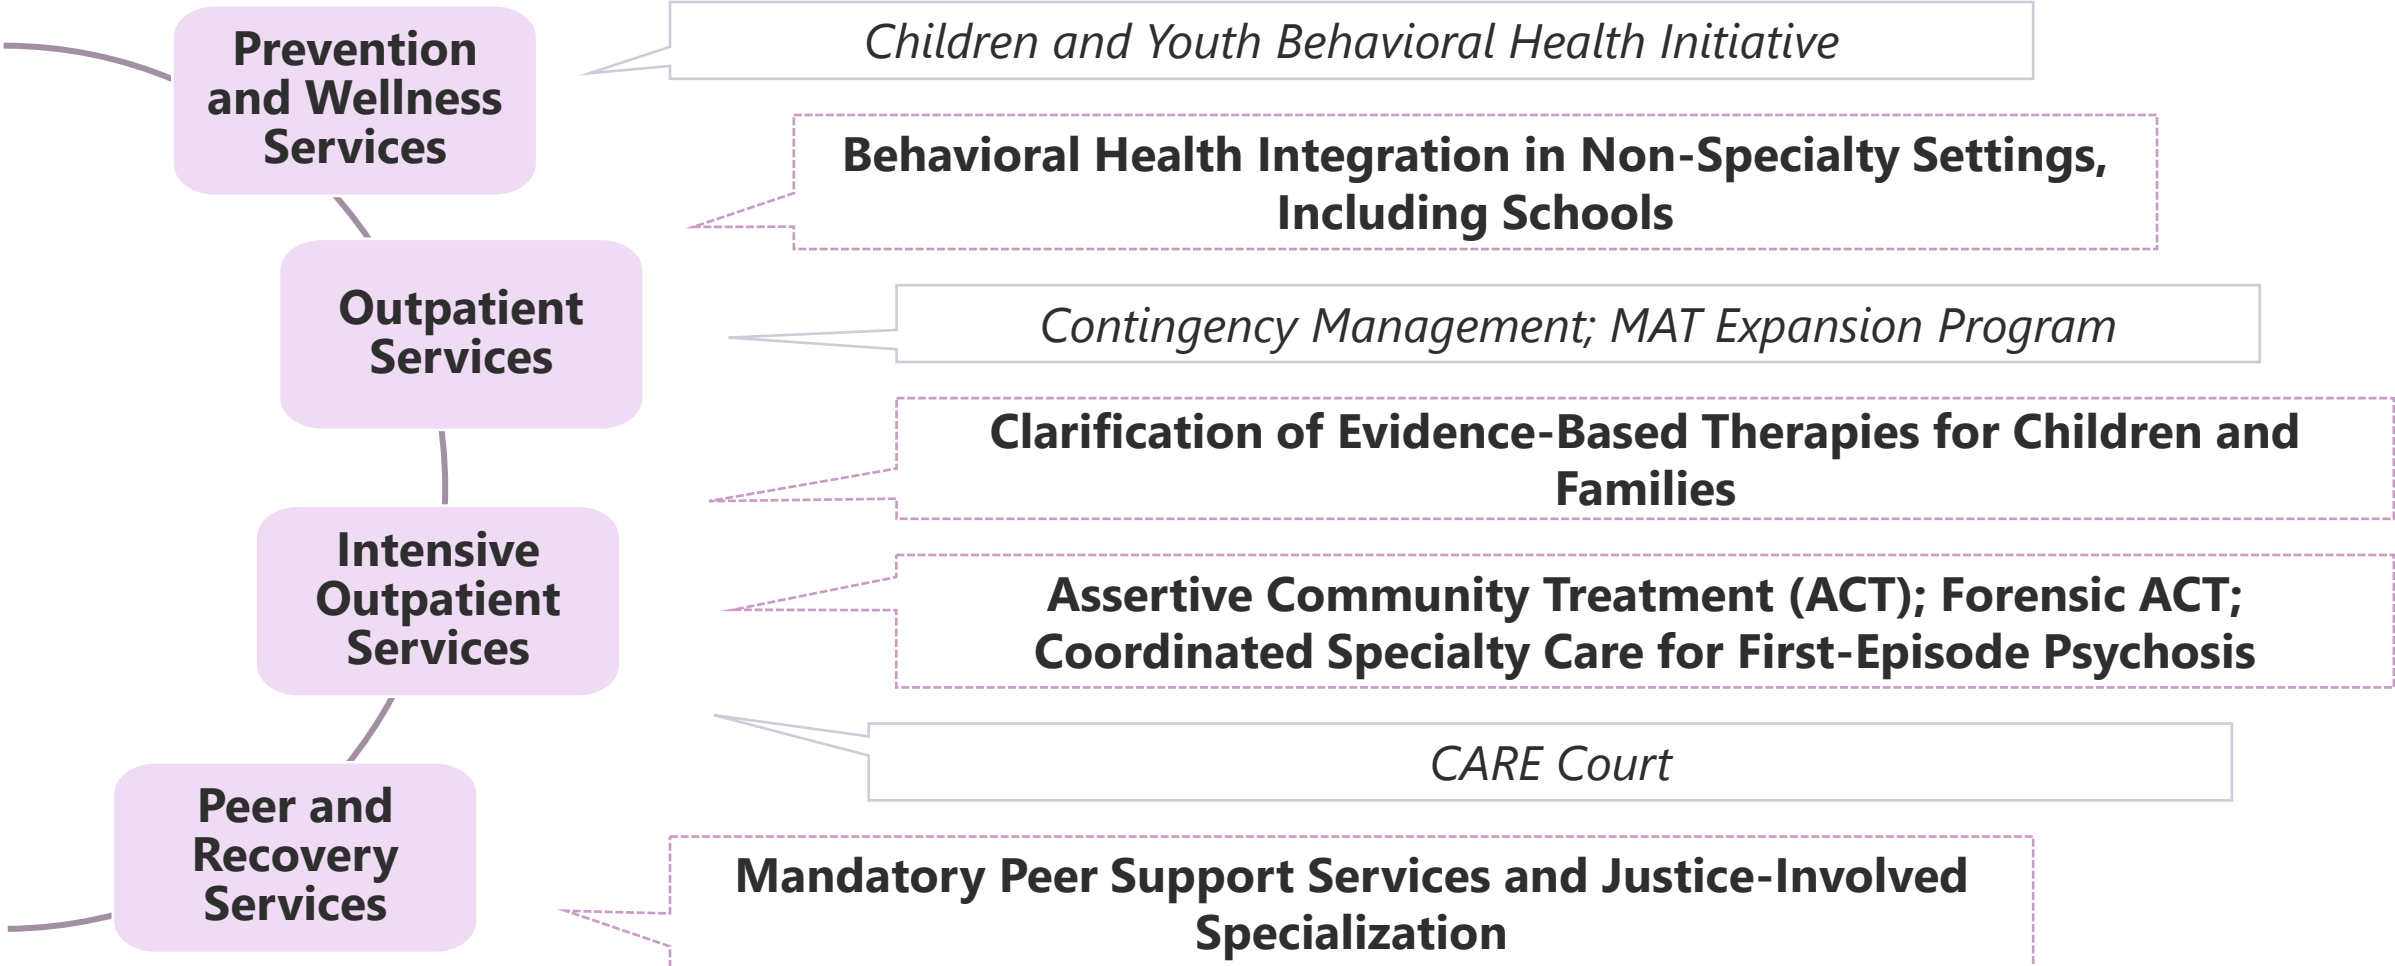 Prevention
and Wellness
Services
Children and Youth Behavioral Health Initiative
Behavioral Health Integration in Non-Specialty Settings,
Including Schools
Outpatient
Services
Contingency Management; MAT Expansion Program
Clarification of Evidence-Based Therapies for Children and
Families
Intensive
Outpatient
Services
Assertive Community Treatment (ACT); Forensic ACT;
Coordinated Specialty Care for First-Episode Psychosis
CARE Court
Peer and
Recovery
Services
Mandatory Peer Support Services and Justice-Involved
Specialization